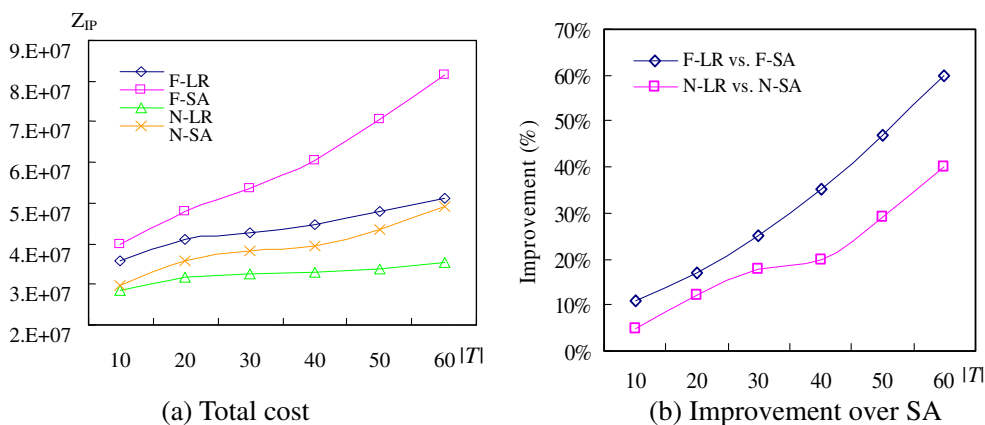 Z_IP
9.E+07
8.E+07
7.E+07
6.E+07
5.E+07
4.E+07
3.E+07
2.E+07
F-LR
F-SA
N-LR
N-SA
10 20 30 40 50 60 |T|
(a) Total cost
70%
60%
50%
40%
30%
20%
10%
0%
Improvement (%)
F-LR vs. F-SA
N-LR vs. N-SA
10 20 30 40 50 60 |T|
(b) Improvement over SA